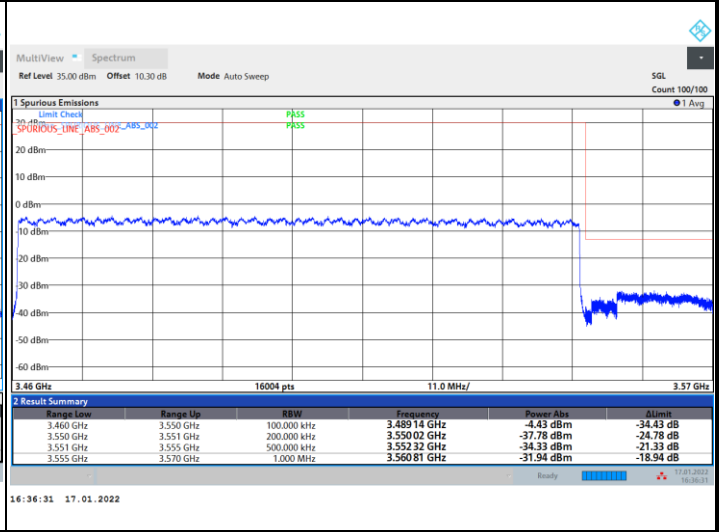 MultiView Spectrum
Ref Level 35.00 dBm Offset 10.30 dB Mode Auto Sweep SGL
Count 100/100
1 Spurious Emissions 1 Avg
Limit Check PASS
_SPURIOUS_LINE_ABS_002 PASS
20 dBm
10 dBm
0 dBm
-10 dBm
-20 dBm
-30 dBm
-40 dBm
-50 dBm
-60 dBm
3.46 GHz 16004 pts 11.0 MHz/ 3.57 GHz
2 Result Summary
Range Low Range Up RBW Frequency Power Abs ΔLimit
3.460 GHz 3.550 GHz 100.000 kHz 3.489 14 GHz -4.43 dBm -34.43 dB
3.550 GHz 3.551 GHz 200.000 kHz 3.550 02 GHz -37.78 dBm -24.78 dB
3.551 GHz 3.555 GHz 500.000 kHz 3.552 32 GHz -34.33 dBm -21.33 dB
3.555 GHz 3.570 GHz 1.000 MHz 3.560 81 GHz -31.94 dBm -18.94 dB
Ready 17.01.2022
16:36:31
16:36:31 17.01.2022